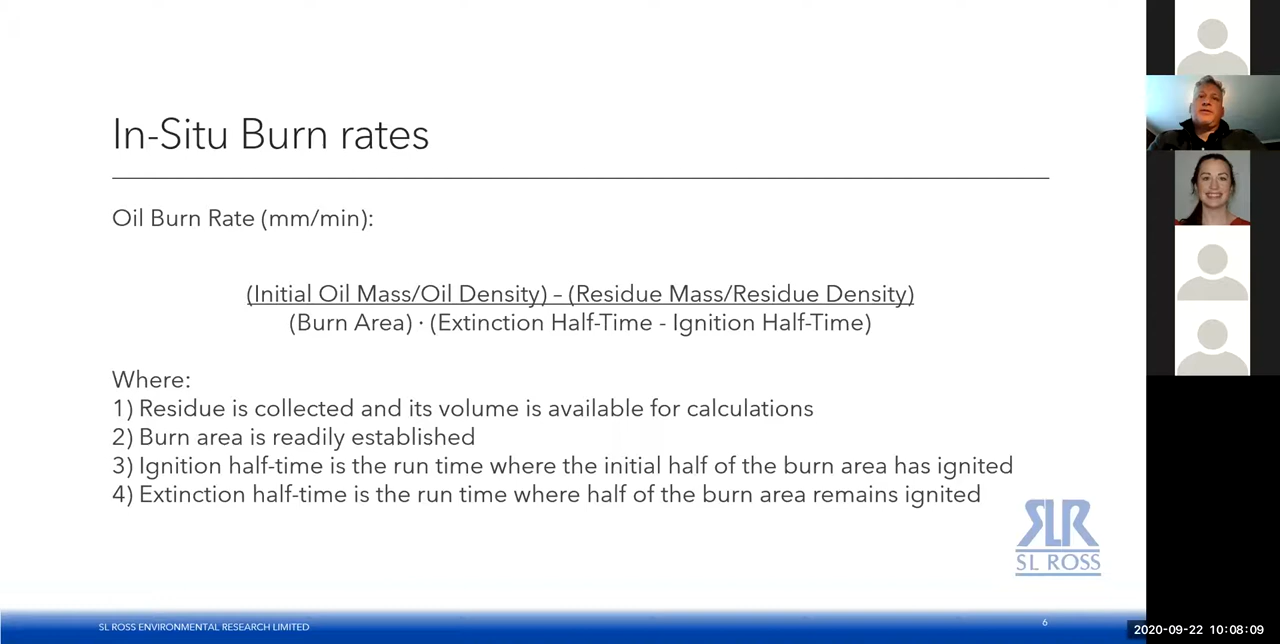 In-Situ Burn rates
Oil Burn Rate (mm/min):
(Initial Oil Mass/Oil Density) – (Residue Mass/Residue Density)
(Burn Area) · (Extinction Half-Time - Ignition Half-Time)
Where:
1) Residue is collected and its volume is available for calculations
2) Burn area is readily established
3) Ignition half-time is the run time where the initial half of the burn area has ignited
4) Extinction half-time is the run time where half of the burn area remains ignited
SLR
SL ROSS
SL ROSS ENVIRONMENTAL RESEARCH LIMITED
6
2020-09-22 10:08:09